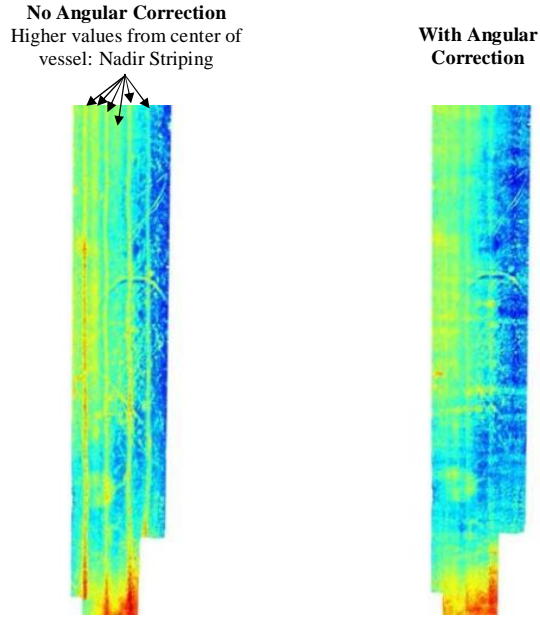 No Angular Correction
Higher values from center of
vessel: Nadir Striping
With Angular
Correction